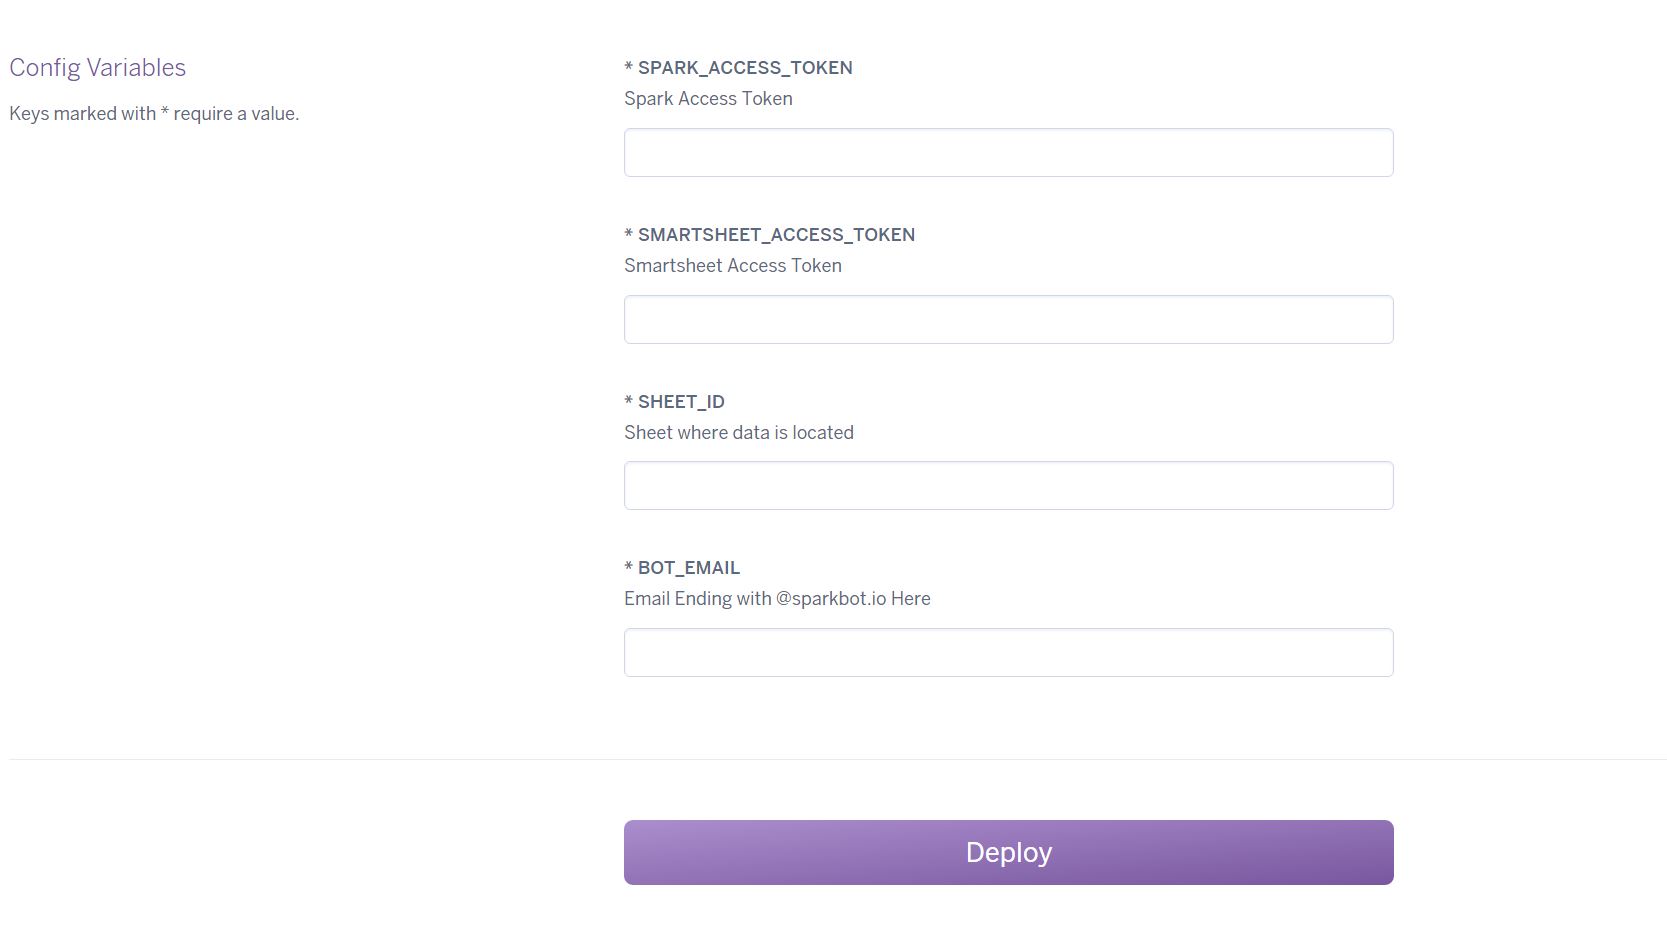 Config Variables
Keys marked with * require a value.
* SPARK_ACCESS_TOKEN
Spark Access Token
* SMARTSHEET_ACCESS_TOKEN
Smartsheet Access Token
* SHEET_ID
Sheet where data is located
* BOT_EMAIL
Email Ending with @sparkbot.io Here
Deploy